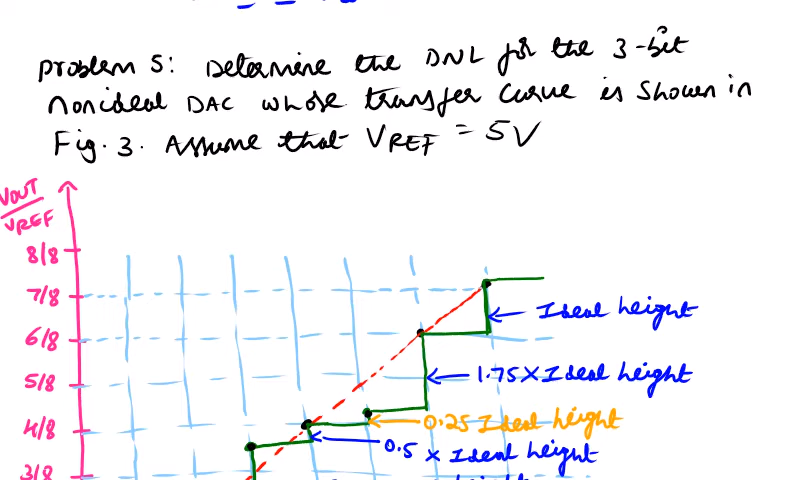 Problem 5: Determine the DNL for the 3-bit
nonideal DAC whose transfer curve is shown in
Fig. 3. Assume that VREF = 5V
VOUT
VREF
8/8
7/8
6/8
5/8
4/8
3/8
Ideal height
1.75 X Ideal height
0.25 Ideal height
0.5 X Ideal height